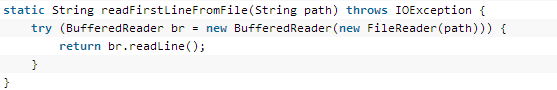 static String readFirstLineFromFile(String path) throws IOException {
    try (BufferedReader br = new BufferedReader(new FileReader(path))) {
        return br.readLine();
    }
}